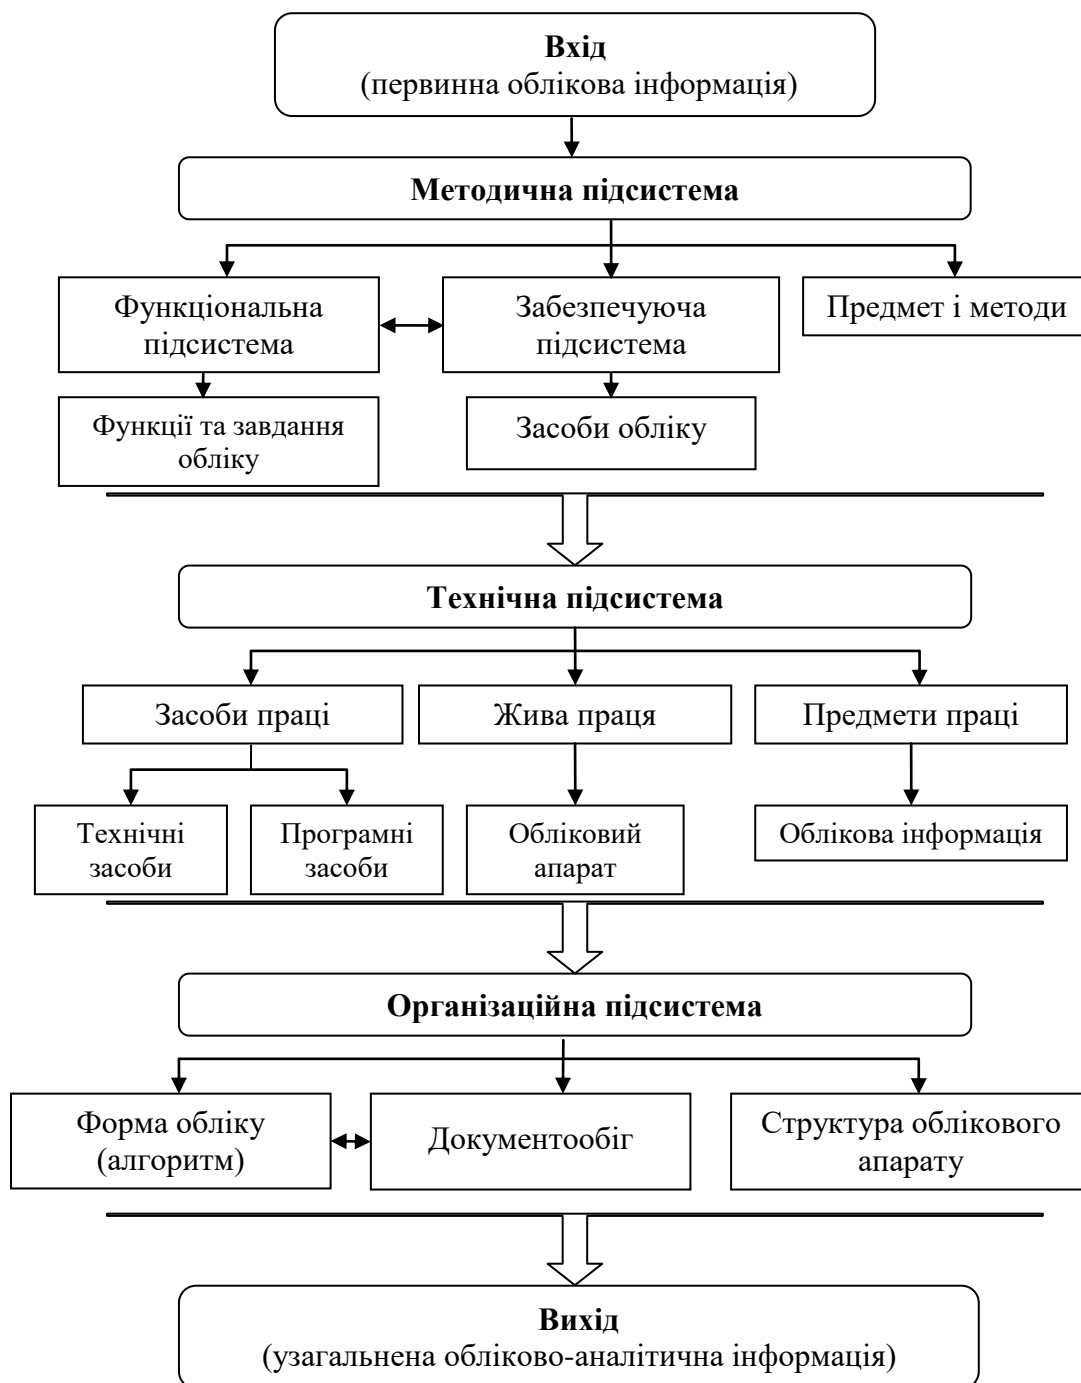 Вхід
(первинна облікова інформація)
Методична підсистема
Функціональна
підсистема
Забезпечуюча
підсистема
Предмет і методи
Функції та завдання
обліку
Засоби обліку
Технічна підсистема
Засоби праці
Жива праця
Предмети праці
Технічні
засоби
Програмні
засоби
Обліковий
апарат
Облікова інформація
Організаційна підсистема
Форма обліку
(алгоритм)
Документообіг
Структура облікового
апарату
Вихід
(узагальнена обліково-аналітична інформація)